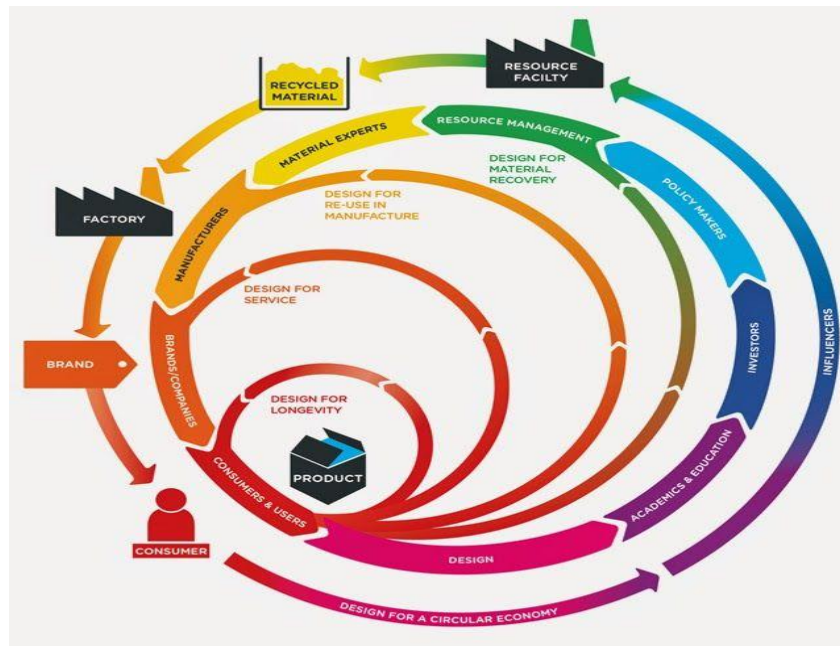 RESOURCE
FACILTY
RECYCLED
MATERIAL
MATERIAL EXPERTS
RESOURCE MANAGEMENT
DESIGN FOR
MATERIAL
RECOVERY
POLICY MAKERS
DESIGN FOR
RE-USE IN
MANUFACTURE
FACTORY
MANUFACTURERS
DESIGN FOR
SERVICE
INVESTORS
INFLUENCERS
BRAND
BRANDS/COMPANIES
DESIGN FOR
LONGEVITY
PRODUCT
CONSUMERS & USERS
ACADEMICS & EDUCATION
CONSUMER
DESIGN
DESIGN FOR A CIRCULAR ECONOMY